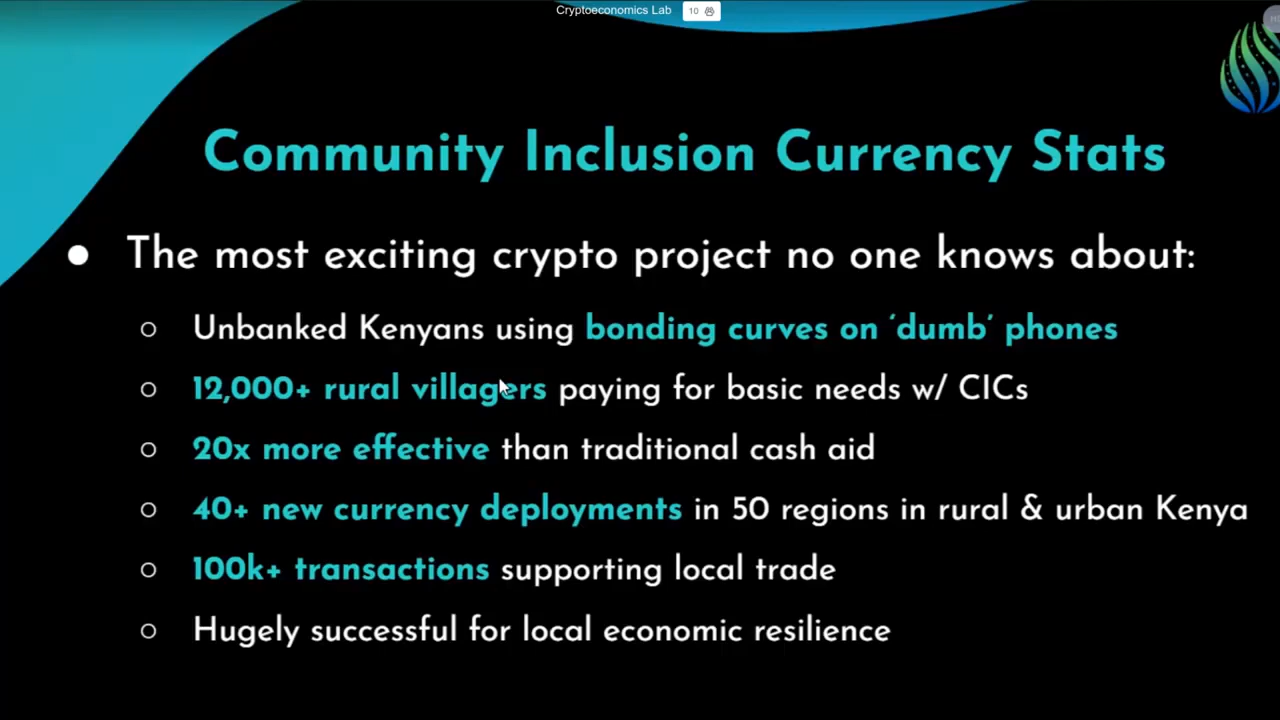 Cryptoeconomics Lab 10
Community Inclusion Currency Stats
● The most exciting crypto project no one knows about:
○ Unbanked Kenyans using bonding curves on ‘dumb’ phones
○ 12,000+ rural villagers paying for basic needs w/ CICs
○ 20x more effective than traditional cash aid
○ 40+ new currency deployments in 50 regions in rural & urban Kenya
○ 100k+ transactions supporting local trade
○ Hugely successful for local economic resilience